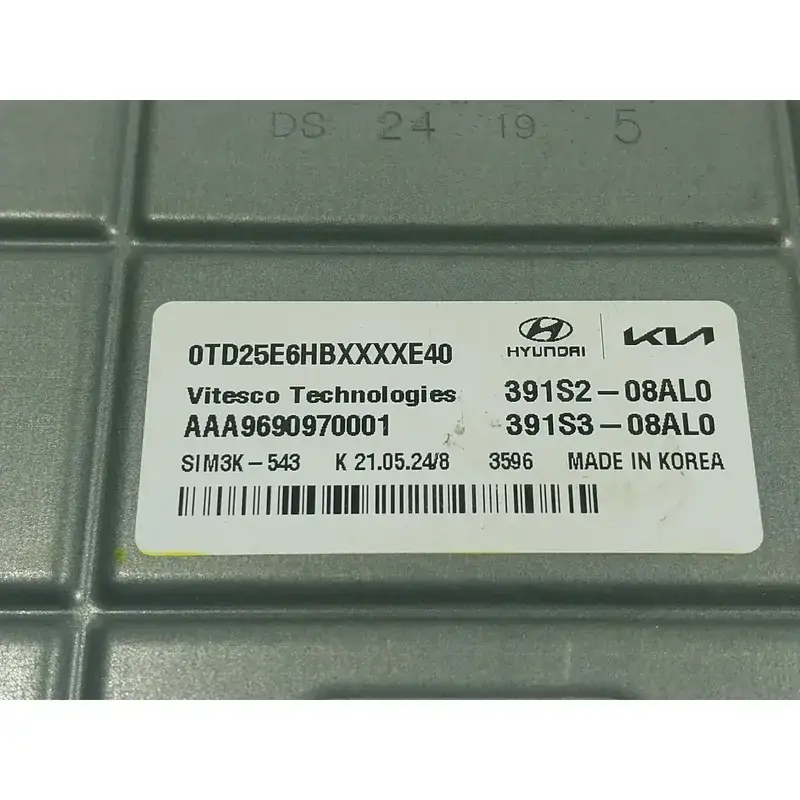 DS 24 19 5
0TD25E6HBXXXXE40 HYUNDAI KIA
Vitesco Technologies 391S2-08AL0
AAA9690970001 391S3-08AL0
SIM3K-543 K 21.05.24/8 3596 MADE IN KOREA